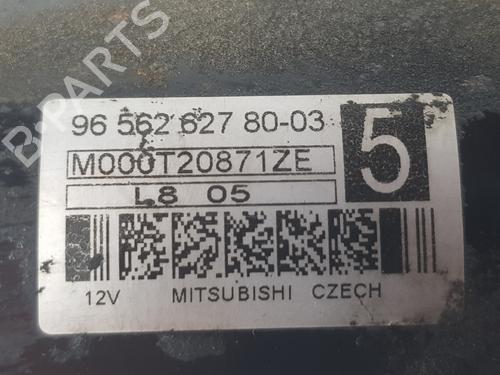 B-PARTS
96 562 627 80-03
5
M000T20871ZE
L8 05
12V MITSUBISHI CZECH